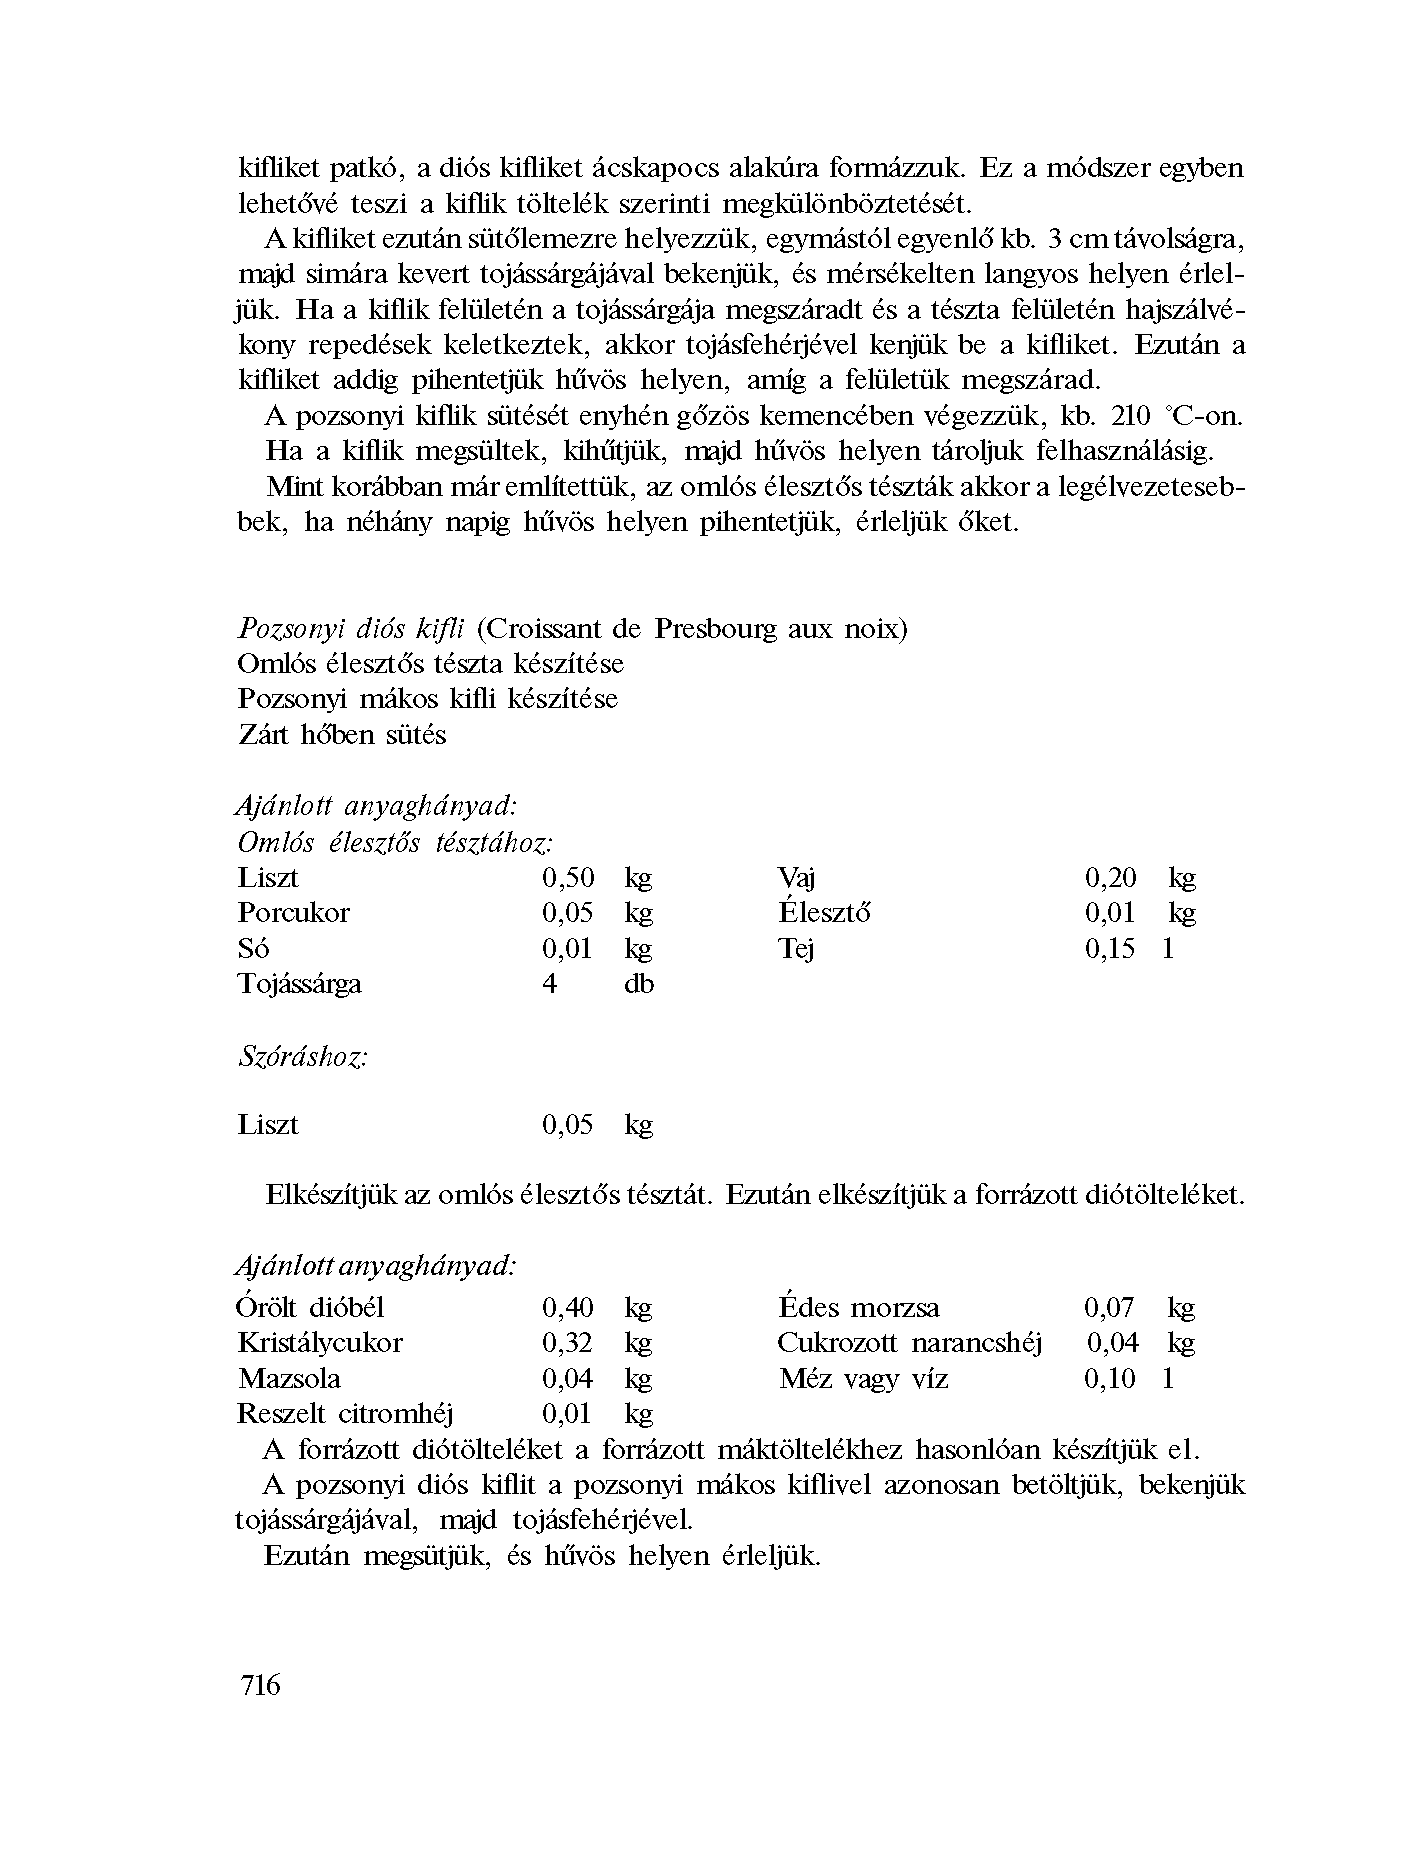 kifliket patkó, a diós kifliket ácskapocs alakúra formázzuk. Ez a módszer egyben
lehetővé teszi a kiflik töltelék szerinti megkülönböztetését.
A kifliket ezután sütőlemezre helyezzük, egymástól egyenlő kb. 3 cm távolságra,
majd simára kevert tojássárgájával bekenjük, és mérsékelten langyos helyen érlel-
jük. Ha a kiflik felületén a tojássárgája megszáradt és a tészta felületén hajszálvé-
kony repedések keletkeztek, akkor tojásfehérjével kenjük be a kifliket. Ezután a
kifliket addig pihentetjük hűvös helyen, amíg a felületük megszárad.
A pozsonyi kiflik sütését enyhén gőzös kemencében végezzük, kb. 210 °C-on.
Ha a kiflik megsültek, kihűtjük, majd hűvös helyen tároljuk felhasználásig.
Mint korábban már említettük, az omlós élesztős tészták akkor a legélvezeteseb-
bek, ha néhány napig hűvös helyen pihentetjük, érleljük őket.
Pozsonyi diós kifli (Croissant de Presbourg aux noix)
Omlós élesztős tészta készítése
Pozsonyi mákos kifli készítése
Zárt hőben sütés
Ajánlott anyaghányad:
Omlós élesztős tésztához:
Liszt 0,50 kg Vaj 0,20 kg
Porcukor 0,05 kg Élesztő 0,01 kg
Só 0,01 kg Tej 0,15 l
Tojássárga 4 db
Szóráshoz:
Liszt 0,05 kg
Elkészítjük az omlós élesztős tésztát. Ezután elkészítjük a forrázott diótölteléket.
Ajánlott anyaghányad:
Órölt dióbél 0,40 kg Édes morzsa 0,07 kg
Kristálycukor 0,32 kg Cukrozott narancshéj 0,04 kg
Mazsola 0,04 kg Méz vagy víz 0,10 l
Reszelt citromhéj 0,01 kg
A forrázott diótölteléket a forrázott máktöltelékhez hasonlóan készítjük el.
A pozsonyi diós kiflit a pozsonyi mákos kiflivel azonosan betöltjük, bekenjük
tojássárgájával, majd tojásfehérjével.
Ezután megsütjük, és hűvös helyen érleljük.
716